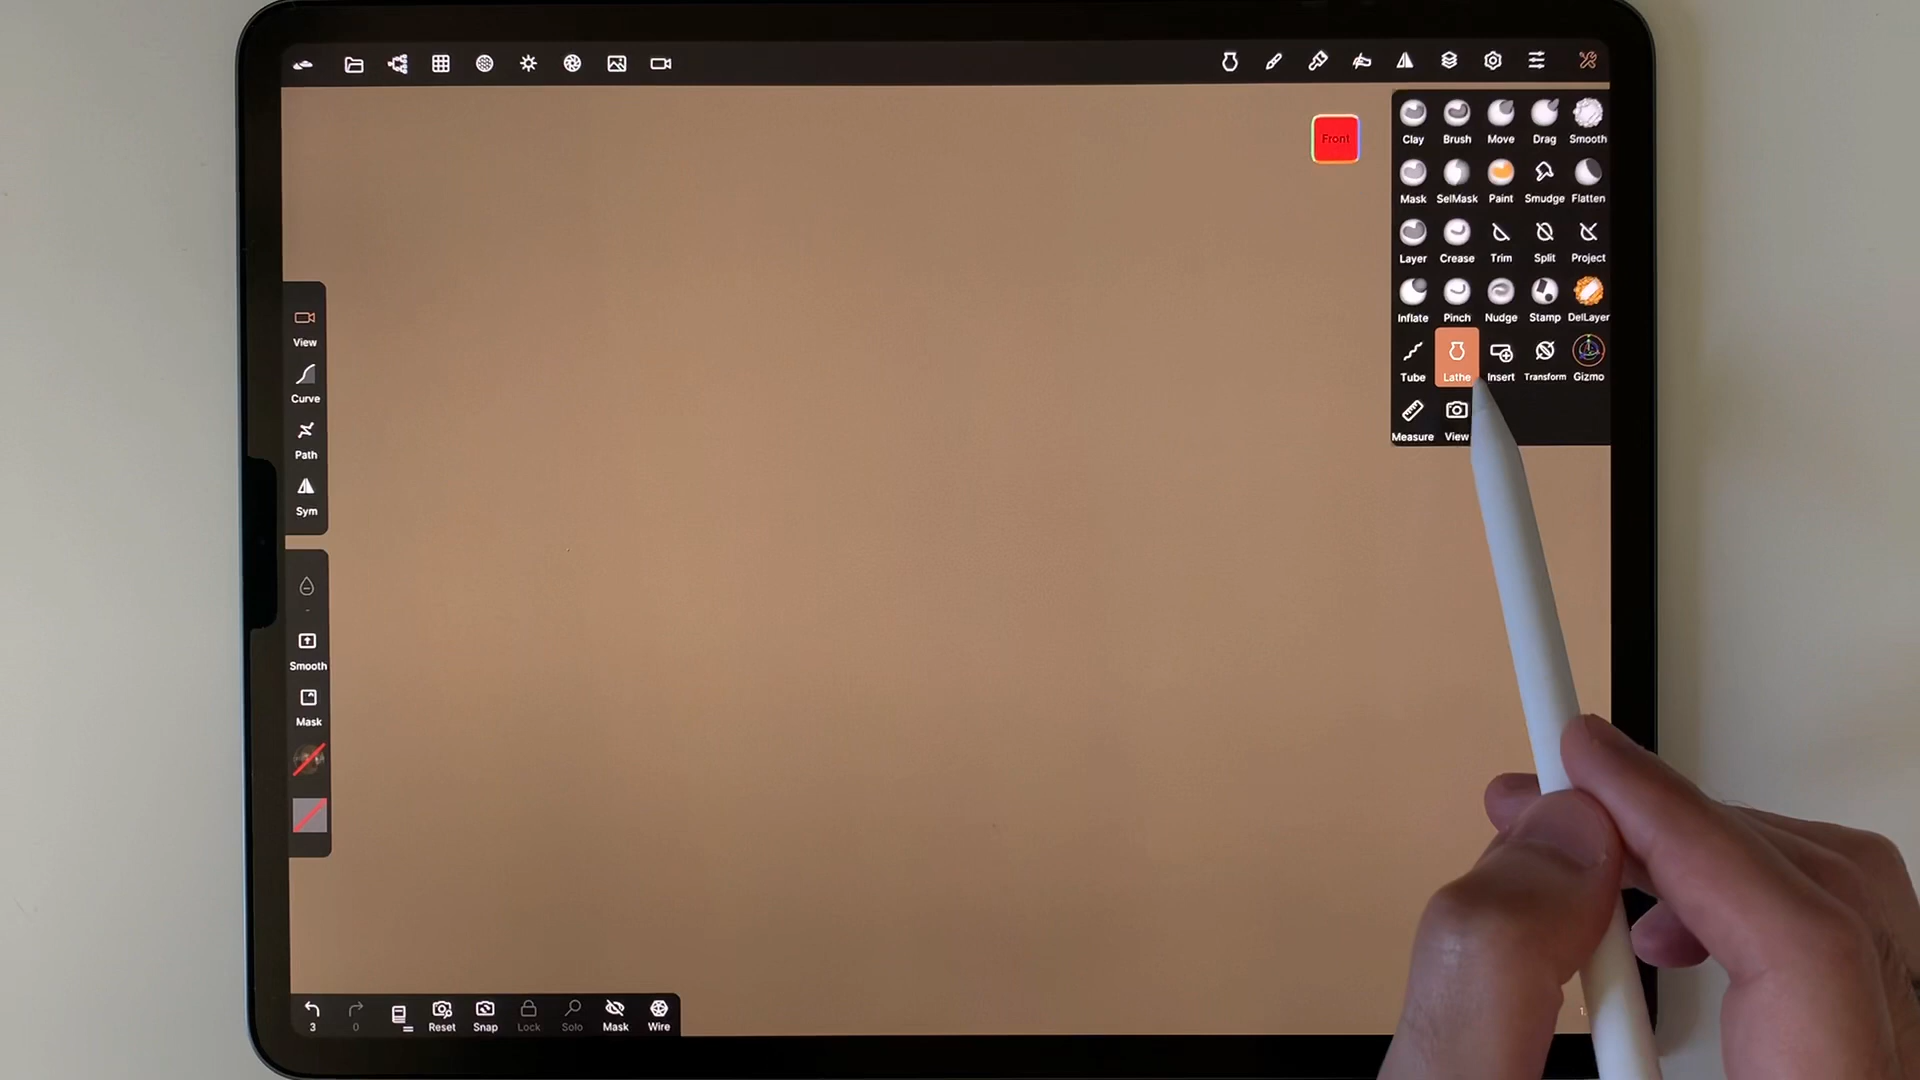 Front
Clay Brush Move Drag Smooth
Mask SelMask Paint Smudge Flatten
Layer Crease Trim Split Project
Inflate Pinch Nudge Stamp DelLayer
Tube Lathe Insert Transform Gizmo
Measure View
View
Curve
Path
Sym
Smooth
Mask
3 0 Reset Snap Lock Solo Mask Wire